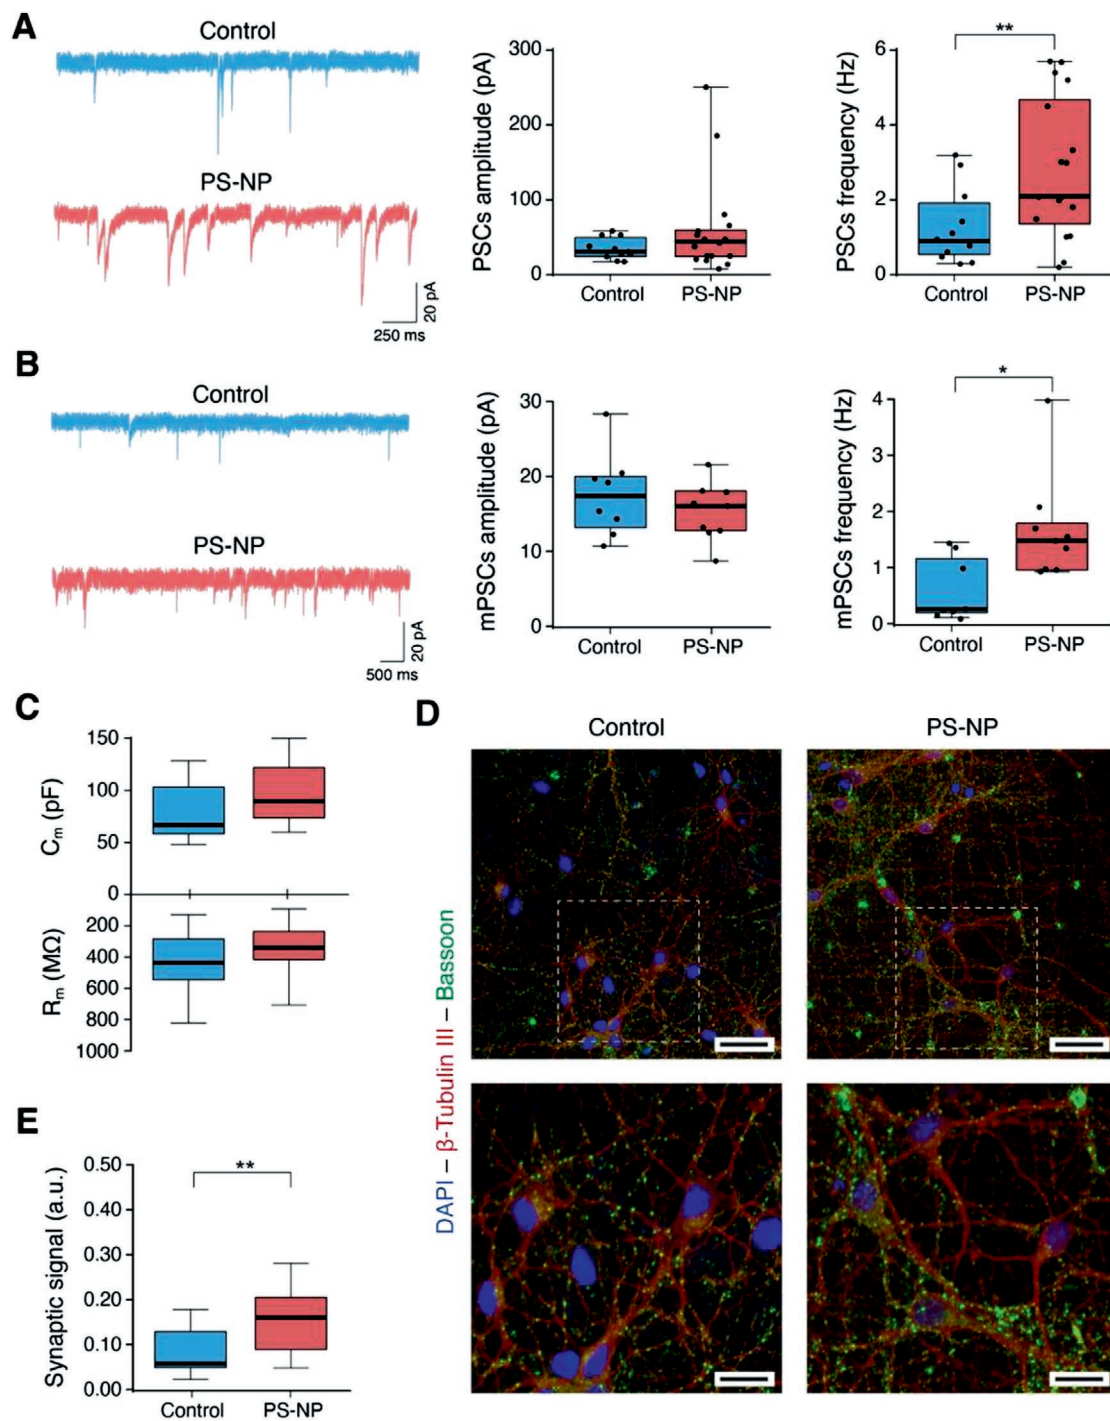 A
Control
PS-NP
20 pA
250 ms
PSCs amplitude (pA)
300
200
100
0
Control
PS-NP
PSCs frequency (Hz)
**
6
4
2
0
Control
PS-NP
B
Control
PS-NP
20 pA
500 ms
mPSCs amplitude (pA)
30
20
10
0
Control
PS-NP
mPSCs frequency (Hz)
*
4
3
2
1
0
Control
PS-NP
C
Cm (pF)
150
100
50
0
Rm (MΩ)
200
400
600
800
1000
D
Control
PS-NP
DAPI – β-Tubulin III – Bassoon
E
Synaptic signal (a.u.)
**
0.50
0.40
0.30
0.20
0.10
0.00
Control
PS-NP